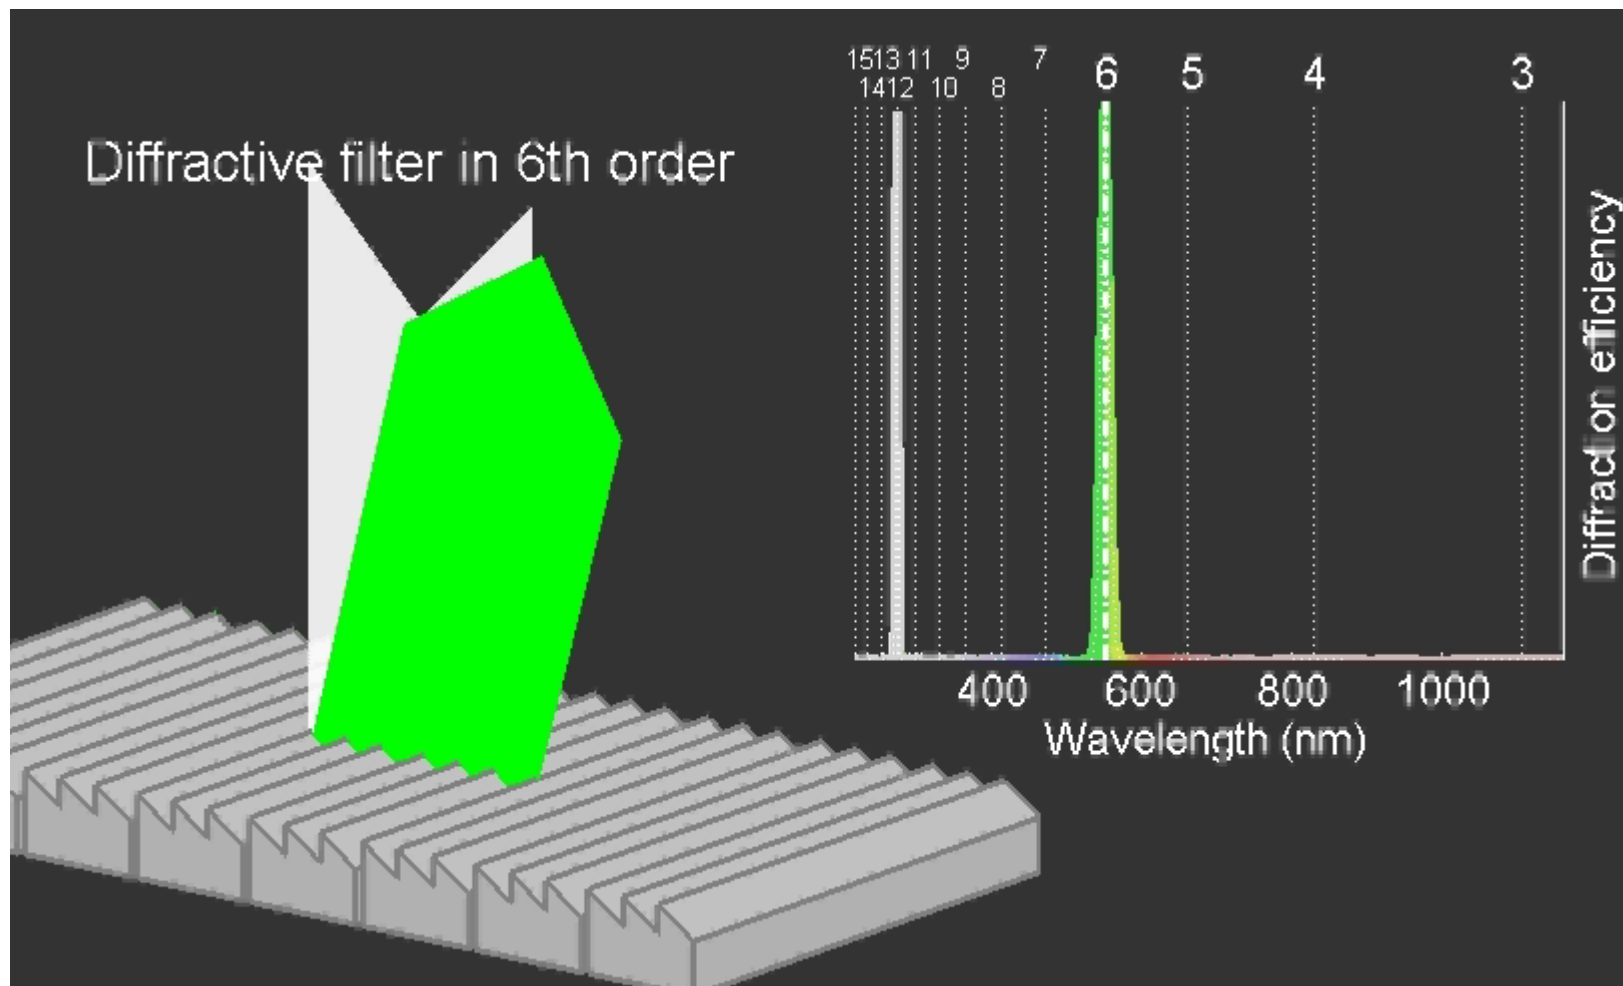 Diffractive filter in 6th order
15 13 11 9 7 6 5 4 3
14 12 10 8
Diffraction efficiency
400 600 800 1000
Wavelength (nm)